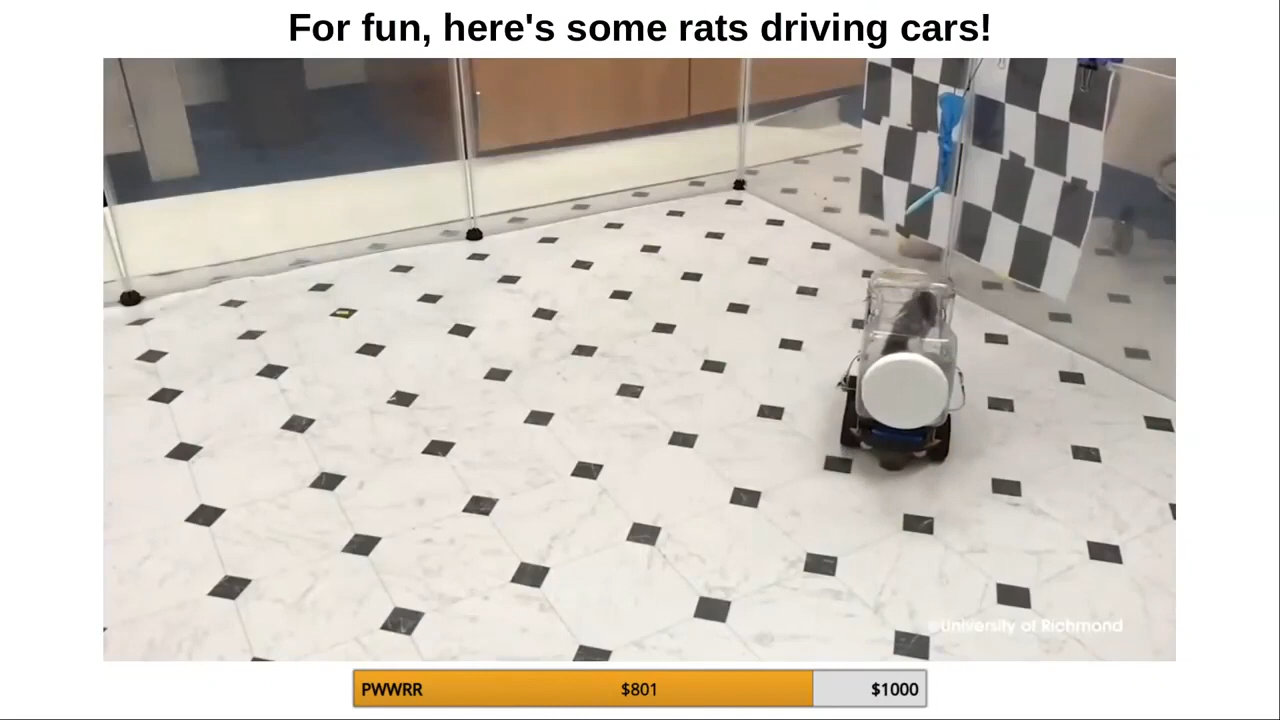 For fun, here's some rats driving cars!
©University of Richmond
PWWRR $801 $1000